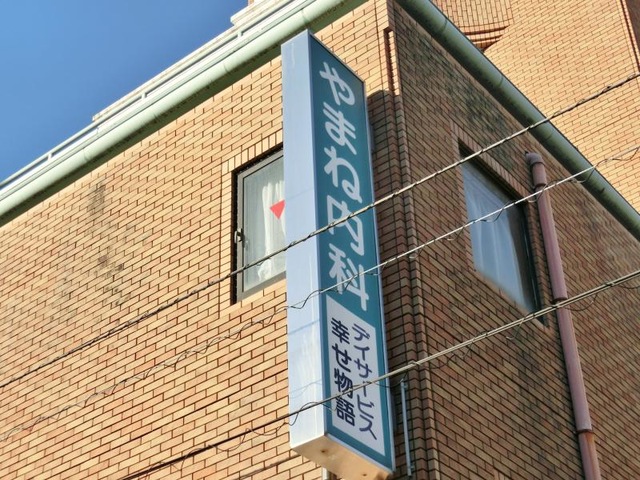 やまね内科
デイサービス
幸せ物語